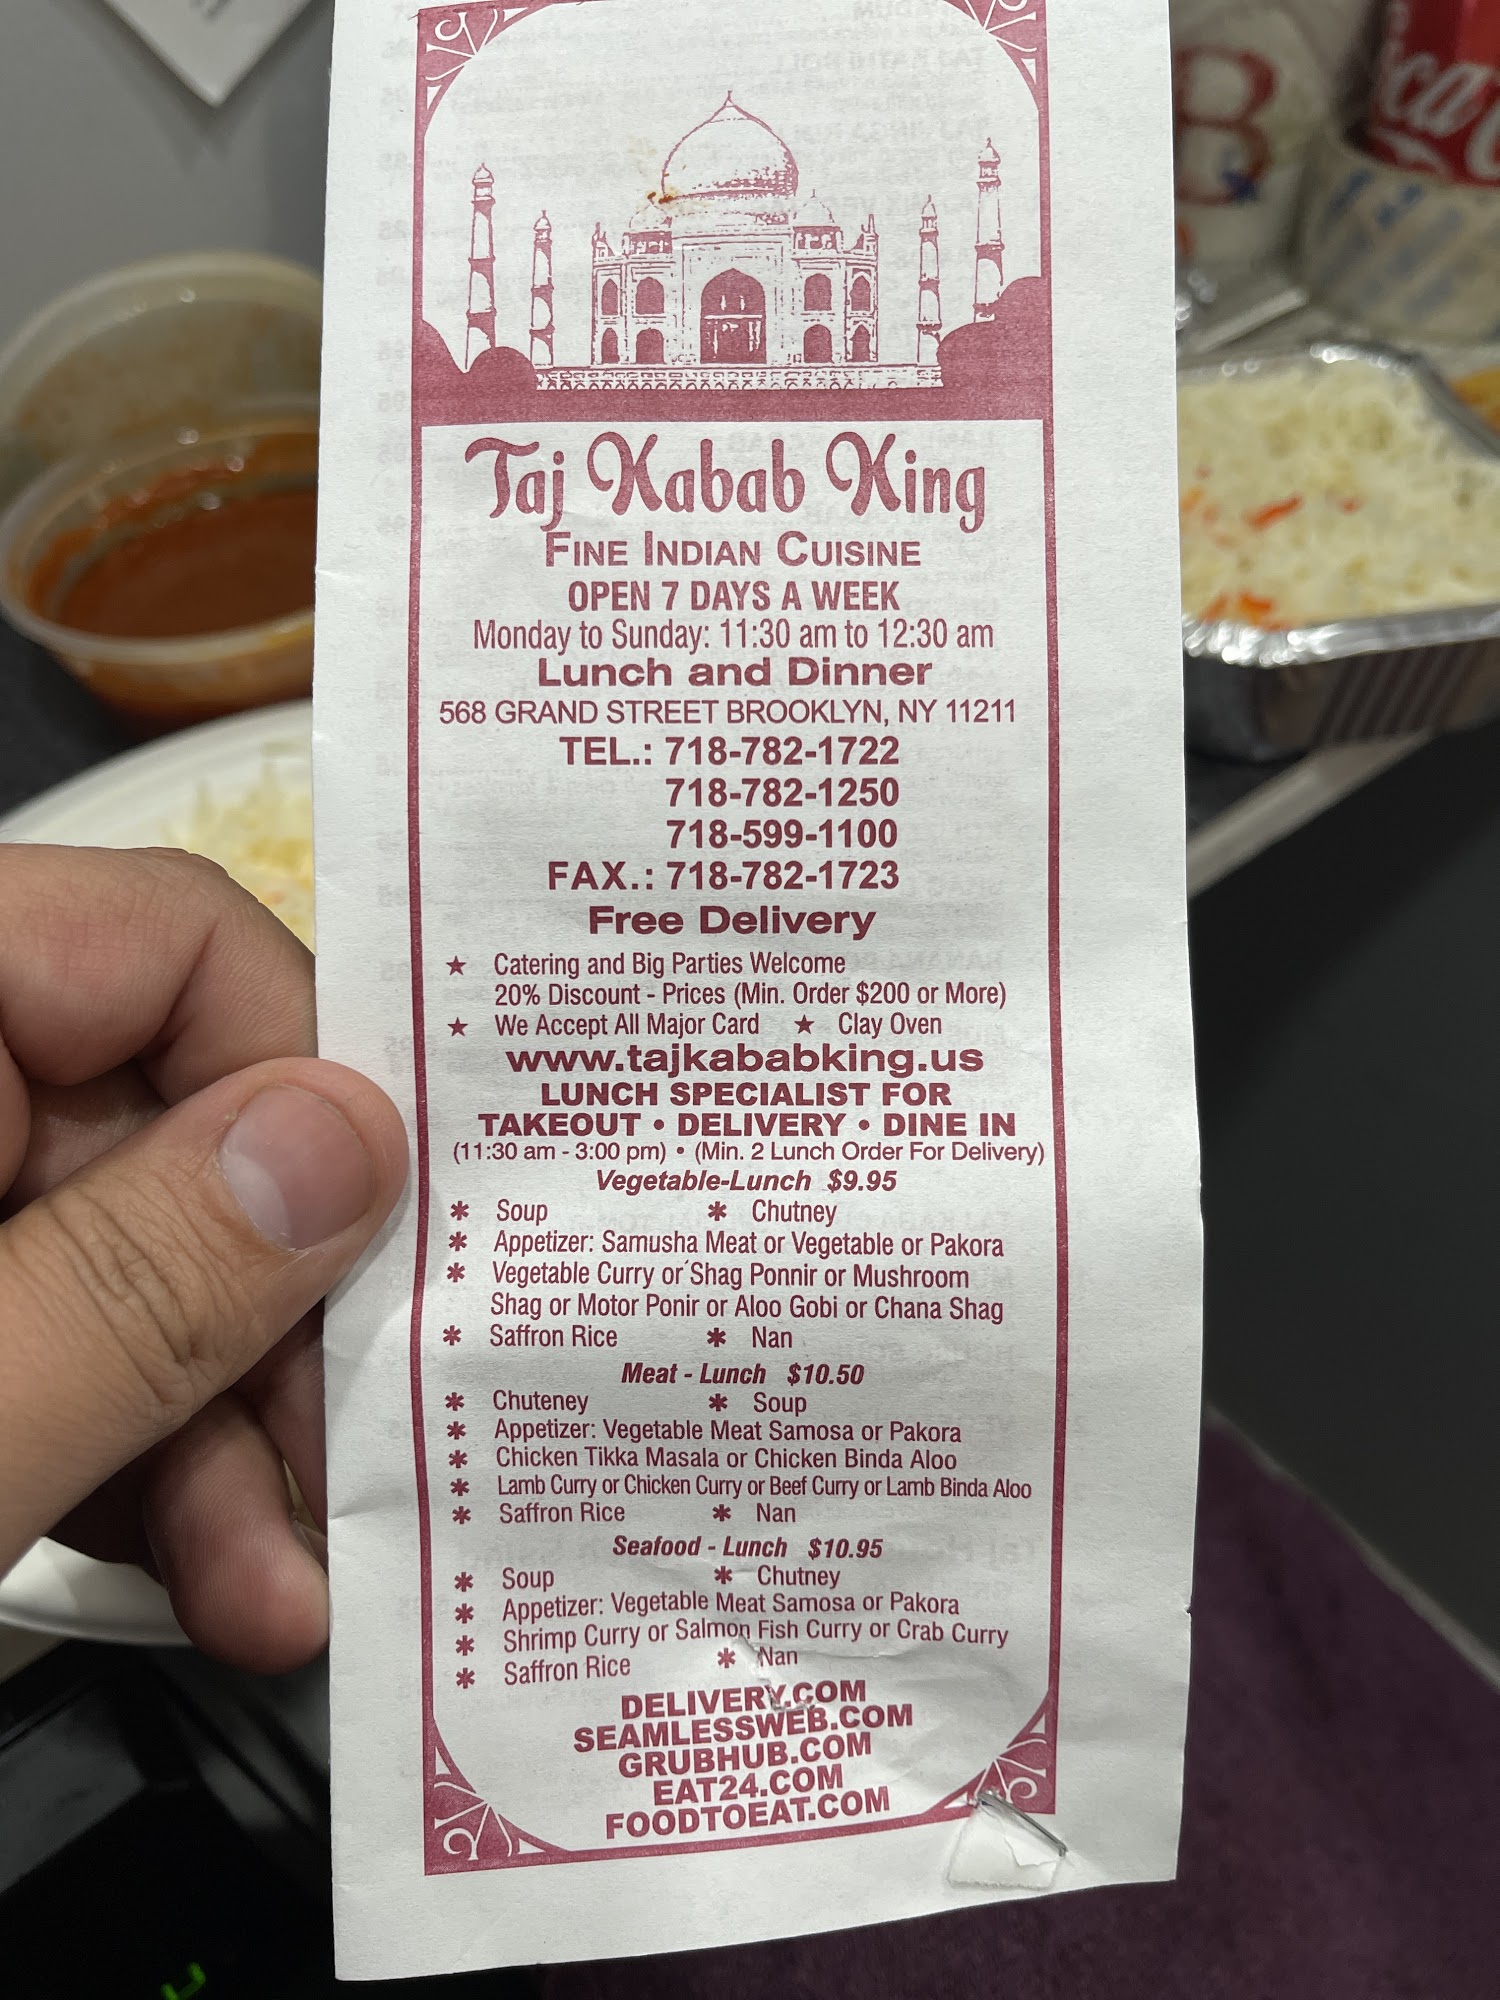 Taj Kabab King
FINE INDIAN CUISINE
OPEN 7 DAYS A WEEK
Monday to Sunday: 11:30 am to 12:30 am
Lunch and Dinner
568 GRAND STREET BROOKLYN, NY 11211
TEL.: 718-782-1722
718-782-1250
718-599-1100
FAX.: 718-782-1723
Free Delivery
★ Catering and Big Parties Welcome
20% Discount - Prices (Min. Order $200 or More)
★ We Accept All Major Card ★ Clay Oven
www.tajkababking.us
LUNCH SPECIALIST FOR
TAKEOUT • DELIVERY • DINE IN
(11:30 am - 3:00 pm) • (Min. 2 Lunch Order For Delivery)
Vegetable-Lunch $9.95
* Soup * Chutney
* Appetizer: Samusha Meat or Vegetable or Pakora
* Vegetable Curry or Shag Ponnir or Mushroom
Shag or Motor Ponir or Aloo Gobi or Chana Shag
* Saffron Rice * Nan
Meat - Lunch $10.50
* Chuteney * Soup
* Appetizer: Vegetable Meat Samosa or Pakora
* Chicken Tikka Masala or Chicken Binda Aloo
* Lamb Curry or Chicken Curry or Beef Curry or Lamb Binda Aloo
* Saffron Rice * Nan
Seafood - Lunch $10.95
* Soup * Chutney
* Appetizer: Vegetable Meat Samosa or Pakora
* Shrimp Curry or Salmon Fish Curry or Crab Curry
* Saffron Rice * Nan
DELIVERY.COM
SEAMLESSWEB.COM
GRUBHUB.COM
EAT24.COM
FOODTOEAT.COM
B